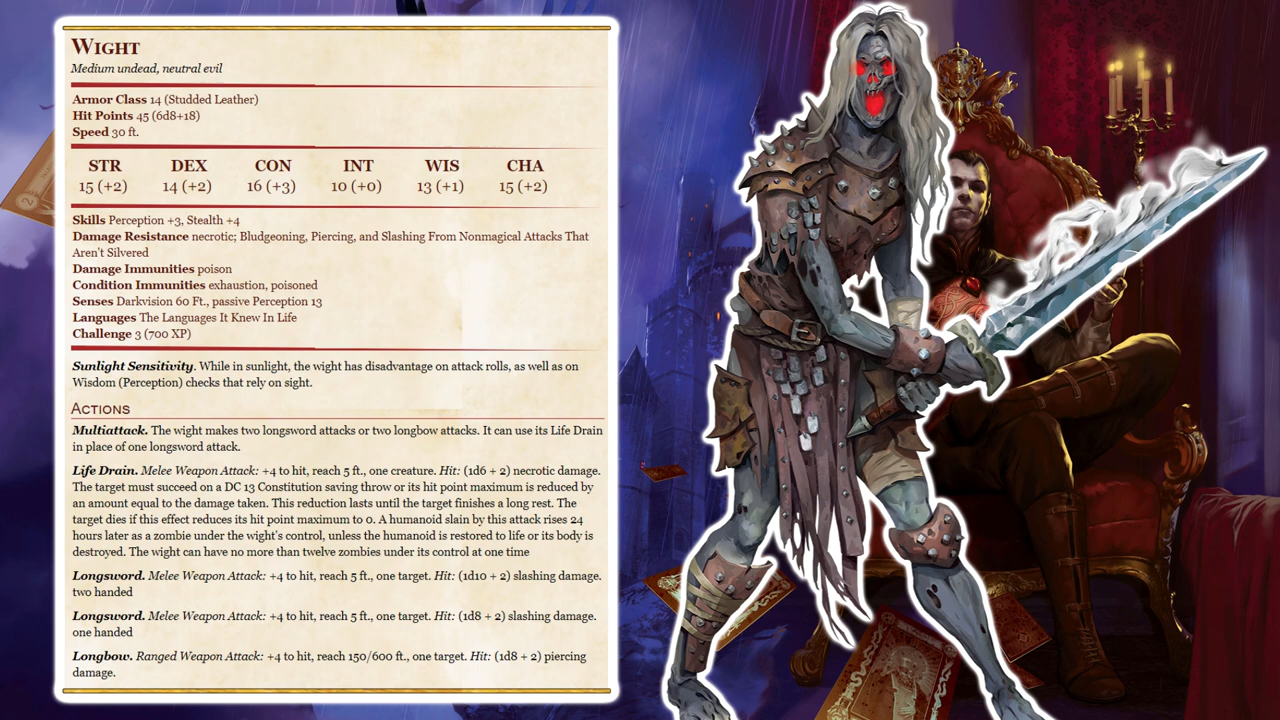 Wight
Medium undead, neutral evil
Armor Class 14 (Studded Leather)
Hit Points 45 (6d8+18)
Speed 30 ft.
STR DEX CON INT WIS CHA
15 (+2) 14 (+2) 16 (+3) 10 (+0) 13 (+1) 15 (+2)
Skills Perception +3, Stealth +4
Damage Resistance necrotic; Bludgeoning, Piercing, and Slashing From Nonmagical Attacks That
Aren't Silvered
Damage Immunities poison
Condition Immunities exhaustion, poisoned
Senses Darkvision 60 Ft., passive Perception 13
Languages The Languages It Knew In Life
Challenge 3 (700 XP)
Sunlight Sensitivity. While in sunlight, the wight has disadvantage on attack rolls, as well as on
Wisdom (Perception) checks that rely on sight.
Actions
Multiattack. The wight makes two longsword attacks or two longbow attacks. It can use its Life Drain
in place of one longsword attack.
Life Drain. Melee Weapon Attack: +4 to hit, reach 5 ft., one creature. Hit: (1d6 + 2) necrotic damage.
The target must succeed on a DC 13 Constitution saving throw or its hit point maximum is reduced by
an amount equal to the damage taken. This reduction lasts until the target finishes a long rest. The
target dies if this effect reduces its hit point maximum to 0. A humanoid slain by this attack rises 24
hours later as a zombie under the wight's control, unless the humanoid is restored to life or its body is
destroyed. The wight can have no more than twelve zombies under its control at one time
Longsword. Melee Weapon Attack: +4 to hit, reach 5 ft., one target. Hit: (1d10 + 2) slashing damage.
two handed
Longsword. Melee Weapon Attack: +4 to hit, reach 5 ft., one target. Hit: (1d8 + 2) slashing damage.
one handed
Longbow. Ranged Weapon Attack: +4 to hit, reach 150/600 ft., one target. Hit: (1d8 + 2) piercing
damage.